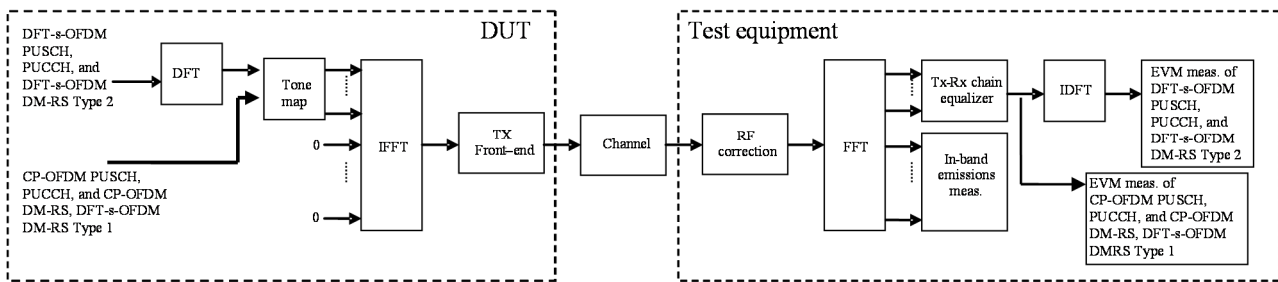 DUT
DFT-s-OFDM
PUSCH,
PUCCH, and
DFT-s-OFDM
DM-RS Type 2
DFT
Tone
map
CP-OFDM PUSCH,
PUCCH, and CP-OFDM
DM-RS, DFT-s-OFDM
DM-RS Type 1
0
0
IFFT
TX
Front–end
Channel
Test equipment
RF
correction
FFT
Tx-Rx chain
equalizer
In-band
emissions
meas.
IDFT
EVM meas. of
DFT-s-OFDM
PUSCH,
PUCCH, and
DFT-s-OFDM
DM-RS Type 2
EVM meas. of
CP-OFDM PUSCH,
PUCCH, and CP-OFDM
DM-RS, DFT-s-OFDM
DMRS Type 1